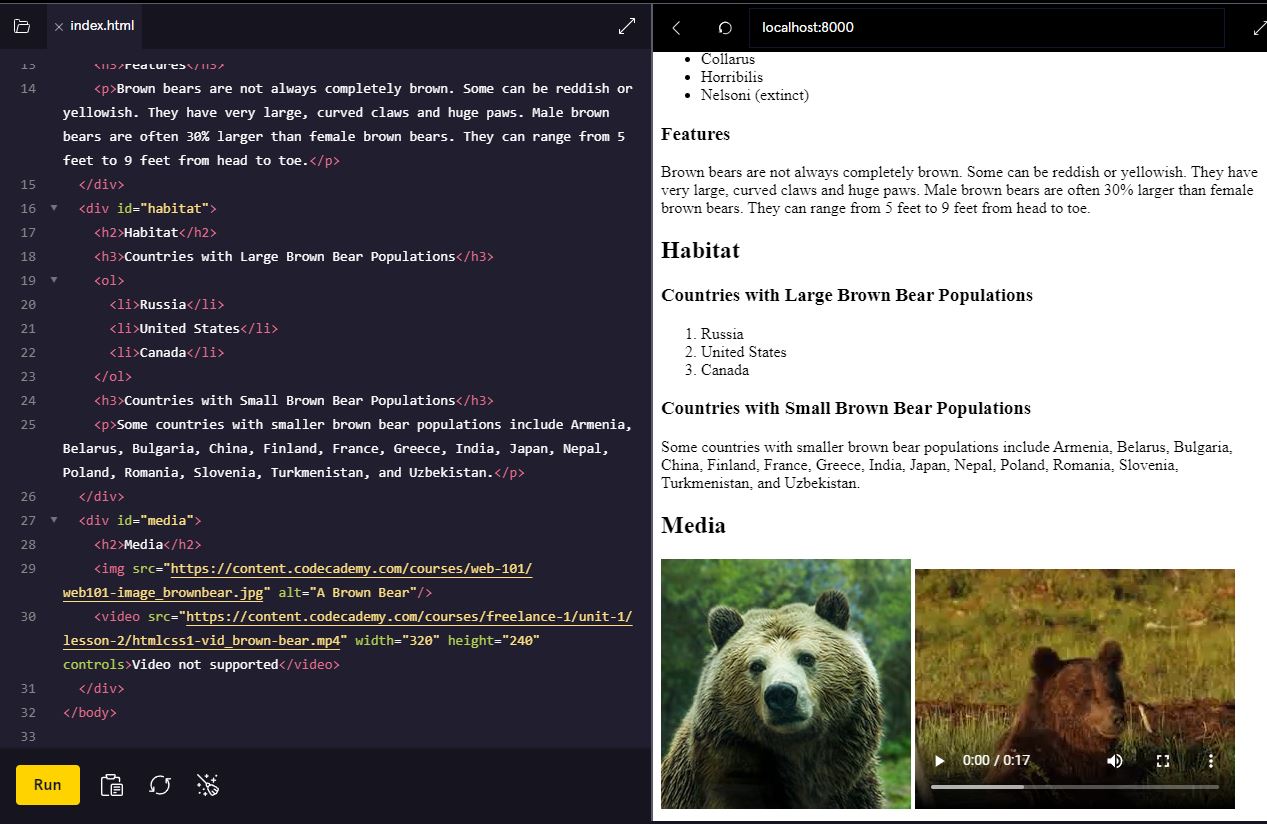 index.html
13 <h3>Features</h3>
14 <p>Brown bears are not always completely brown. Some can be reddish or
yellowish. They have very large, curved claws and huge paws. Male brown
bears are often 30% larger than female brown bears. They can range from 5
feet to 9 feet from head to toe.</p>
15 </div>
16 <div id="habitat">
17 <h2>Habitat</h2>
18 <h3>Countries with Large Brown Bear Populations</h3>
19 <ol>
20 <li>Russia</li>
21 <li>United States</li>
22 <li>Canada</li>
23 </ol>
24 <h3>Countries with Small Brown Bear Populations</h3>
25 <p>Some countries with smaller brown bear populations include Armenia,
Belarus, Bulgaria, China, Finland, France, Greece, India, Japan, Nepal,
Poland, Romania, Slovenia, Turkmenistan, and Uzbekistan.</p>
26 </div>
27 <div id="media">
28 <h2>Media</h2>
29 <img src="https://content.codecademy.com/courses/web-101/
web101-image_brownbear.jpg" alt="A Brown Bear"/>
30 <video src="https://content.codecademy.com/courses/freelance-1/unit-1/
lesson-2/htmlcss1-vid_brown-bear.mp4" width="320" height="240"
controls>Video not supported</video>
31 </div>
32 </body>
33
Run
localhost:8000
• Collarus
• Horribilis
• Nelsoni (extinct)
Features
Brown bears are not always completely brown. Some can be reddish or yellowish. They have
very large, curved claws and huge paws. Male brown bears are often 30% larger than female
brown bears. They can range from 5 feet to 9 feet from head to toe.
Habitat
Countries with Large Brown Bear Populations
1. Russia
2. United States
3. Canada
Countries with Small Brown Bear Populations
Some countries with smaller brown bear populations include Armenia, Belarus, Bulgaria,
China, Finland, France, Greece, India, Japan, Nepal, Poland, Romania, Slovenia,
Turkmenistan, and Uzbekistan.
Media
0:00 / 0:17